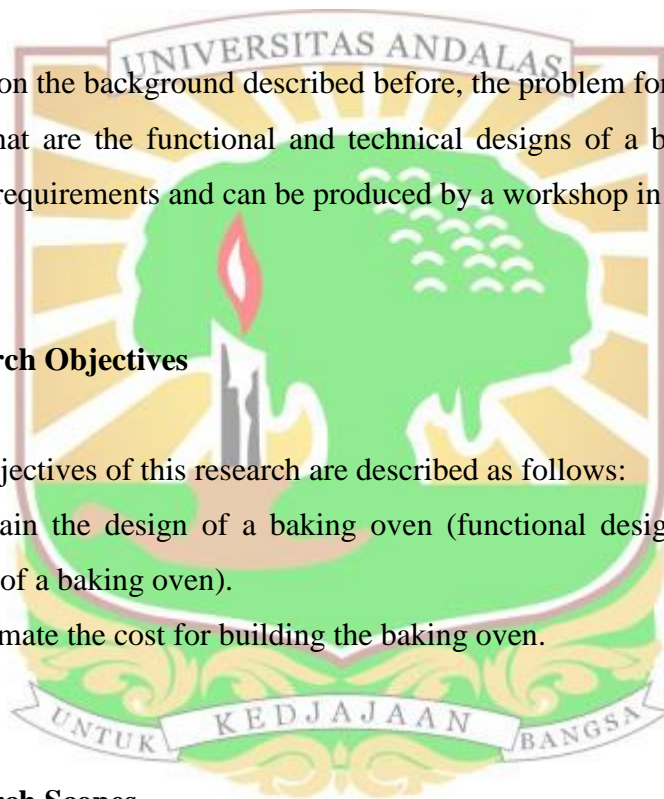 UNIVERSITAS ANDALAS
on the background described before, the problem for
hat are the functional and technical designs of a b
requirements and can be produced by a workshop in
rch Objectives
jectives of this research are described as follows:
ain the design of a baking oven (functional desig
of a baking oven).
mate the cost for building the baking oven.
UNTUK KEDJAJAAN BANGSA
rch Scopes